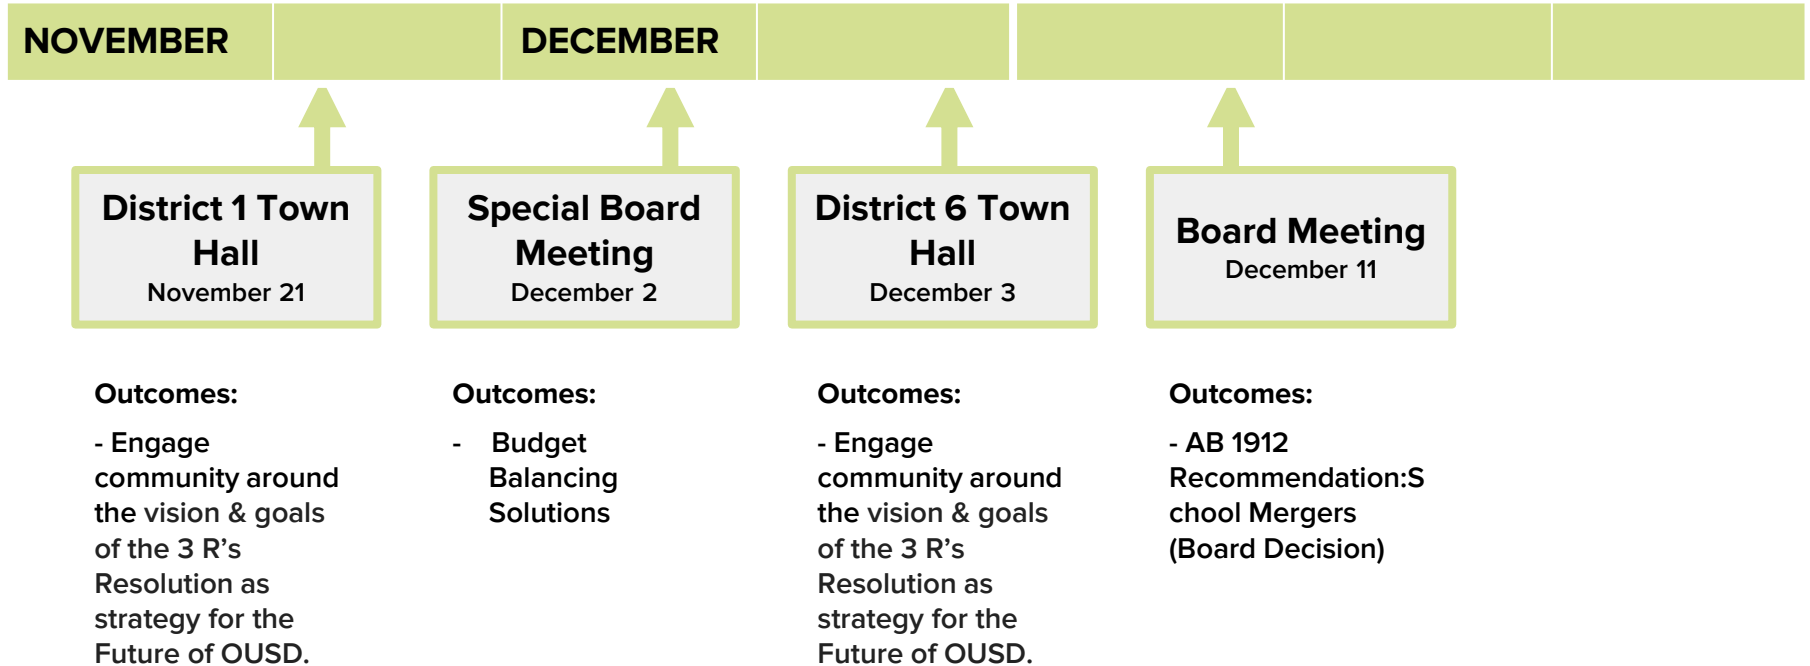 NOVEMBER
DECEMBER
District 1 Town
Hall
November 21
Special Board
Meeting
December 2
District 6 Town
Hall
December 3
Board Meeting
December 11
Outcomes:
- Engage
community around
the vision & goals
of the 3 R’s
Resolution as
strategy for the
Future of OUSD.
Outcomes:
- Budget
Balancing
Solutions
Outcomes:
- Engage
community around
the vision & goals
of the 3 R’s
Resolution as
strategy for the
Future of OUSD.
Outcomes:
- AB 1912
Recommendation:S
chool Mergers
(Board Decision)